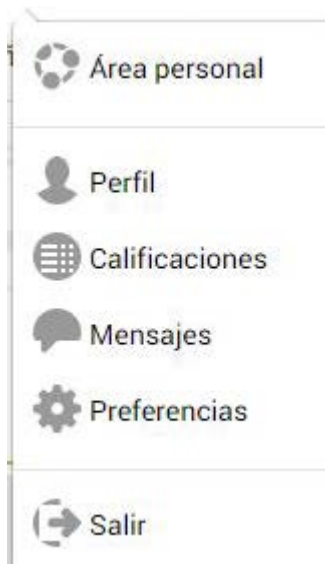 Área personal
Perfil
Calificaciones
Mensajes
Preferencias
Salir